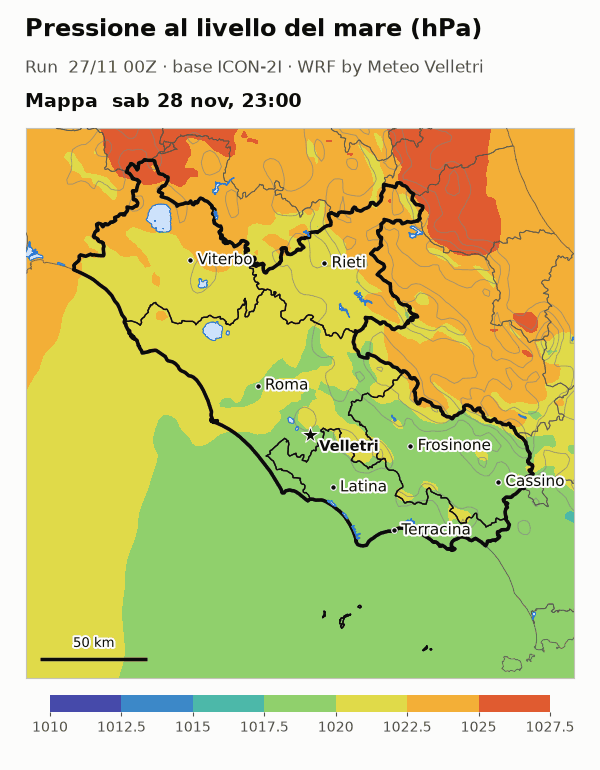 Pressione al livello del mare (hPa)
Run  27/11 00Z · base ICON-2I · WRF by Meteo Velletri
Mappa  sab 28 nov, 23:00
Viterbo
Rieti
Roma
Velletri
Frosinone
Cassino
Latina
Terracina
50 km
1010 1012.5 1015 1017.5 1020 1022.5 1025 1027.5